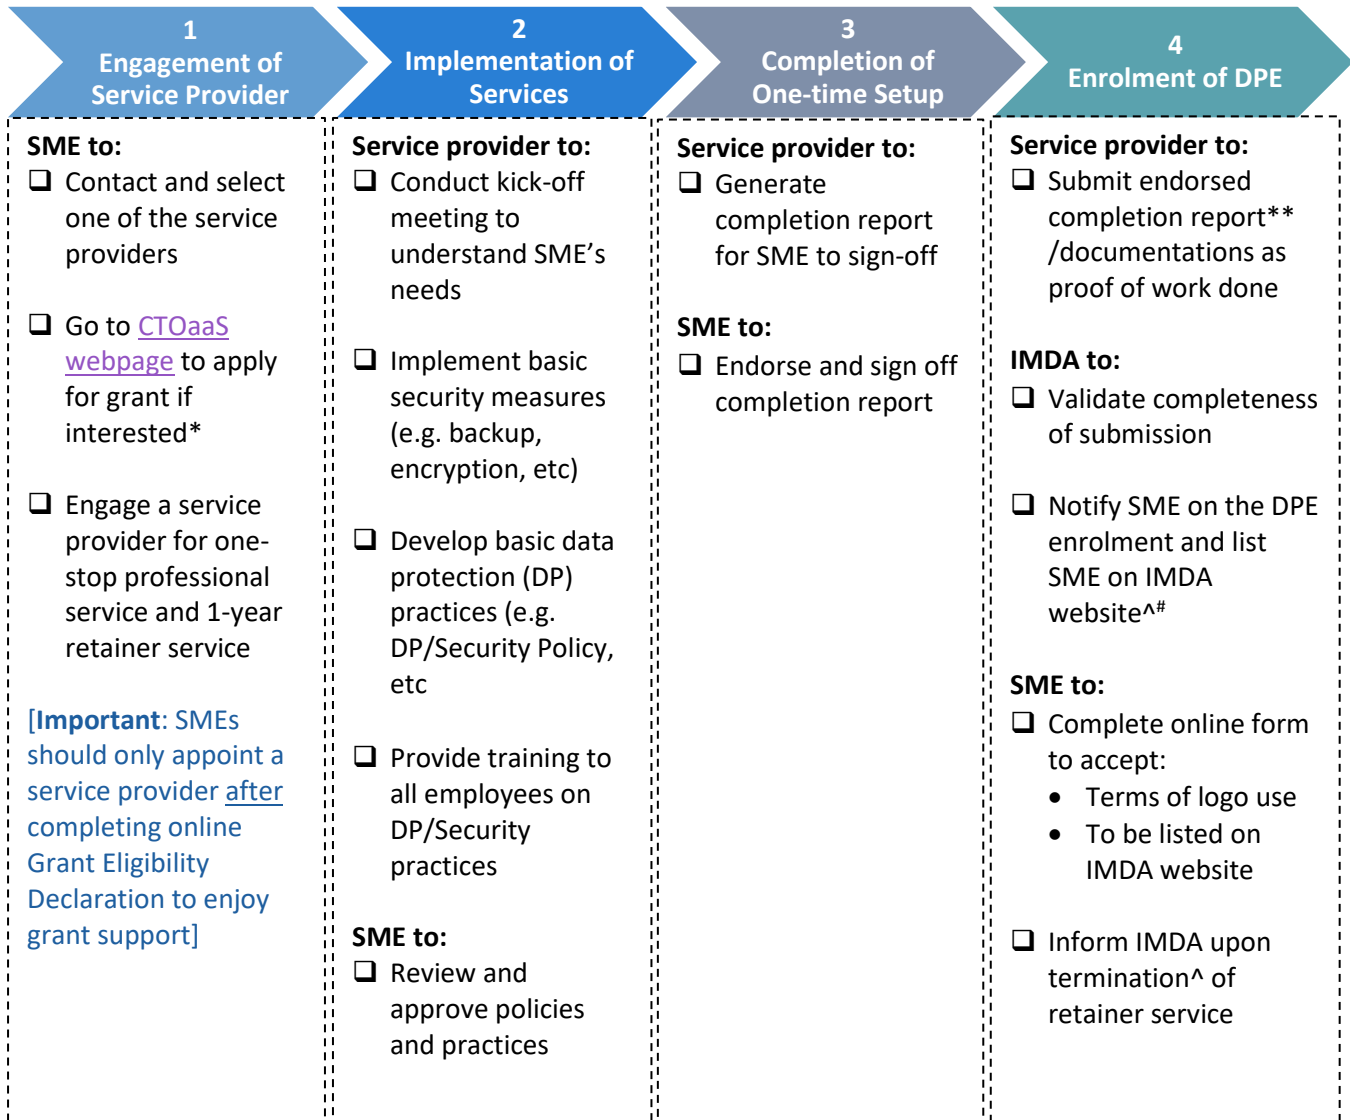 1
Engagement of
Service Provider
2
Implementation of
Services
3
Completion of
One-time Setup
4
Enrolment of DPE
SME to:
❑ Contact and select
one of the service
providers
❑ Go to CTOaaS
webpage to apply
for grant if
interested*
❑ Engage a service
provider for one-
stop professional
service and 1-year
retainer service
[Important: SMEs
should only appoint a
service provider after
completing online
Grant Eligibility
Declaration to enjoy
grant support]
Service provider to:
❑ Conduct kick-off
meeting to
understand SME’s
needs
❑ Implement basic
security measures
(e.g. backup,
encryption, etc)
❑ Develop basic data
protection (DP)
practices (e.g.
DP/Security Policy,
etc
❑ Provide training to
all employees on
DP/Security
practices
SME to:
❑ Review and
approve policies
and practices
Service provider to:
❑ Generate
completion report
for SME to sign-off
SME to:
❑ Endorse and sign off
completion report
Service provider to:
❑ Submit endorsed
completion report**
/documentations as
proof of work done
IMDA to:
❑ Validate completeness
of submission
❑ Notify SME on the DPE
enrolment and list
SME on IMDA
website^#
SME to:
❑ Complete online form
to accept:
• Terms of logo use
• To be listed on
IMDA website
❑ Inform IMDA upon
termination^ of
retainer service